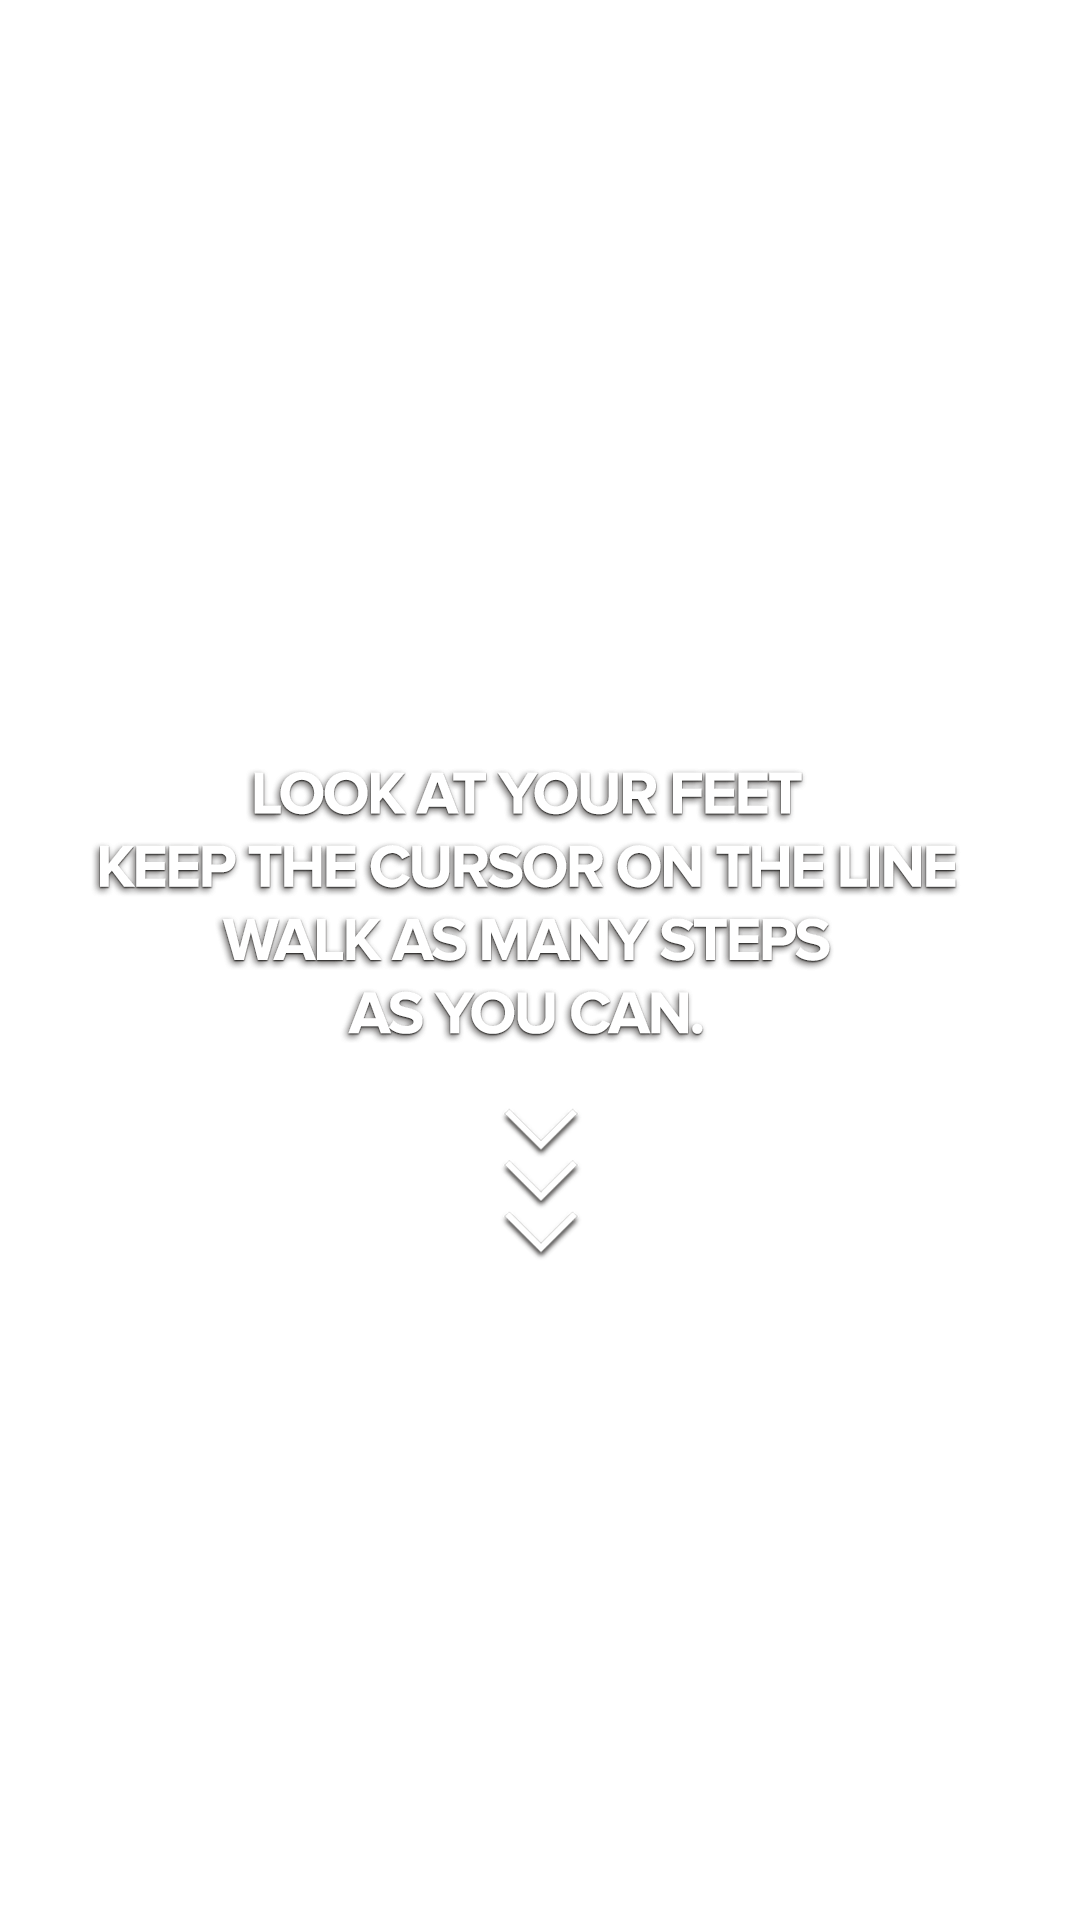 LOOK AT YOUR FEET
KEEP THE CURSOR ON THE LINE
WALK AS MANY STEPS
AS YOU CAN.